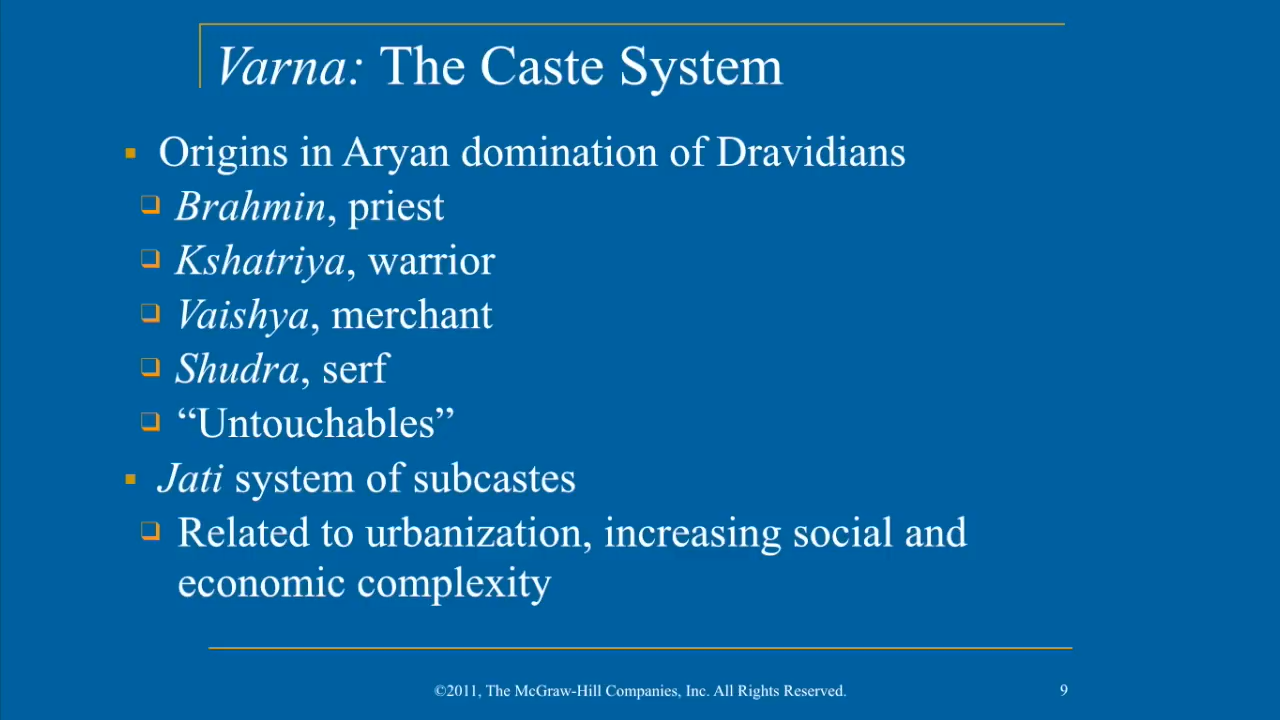 Varna: The Caste System
Origins in Aryan domination of Dravidians
Brahmin, priest
Kshatriya, warrior
Vaishya, merchant
Shudra, serf
“Untouchables”
Jati system of subcastes
Related to urbanization, increasing social and
economic complexity
©2011, The McGraw-Hill Companies, Inc. All Rights Reserved.
9